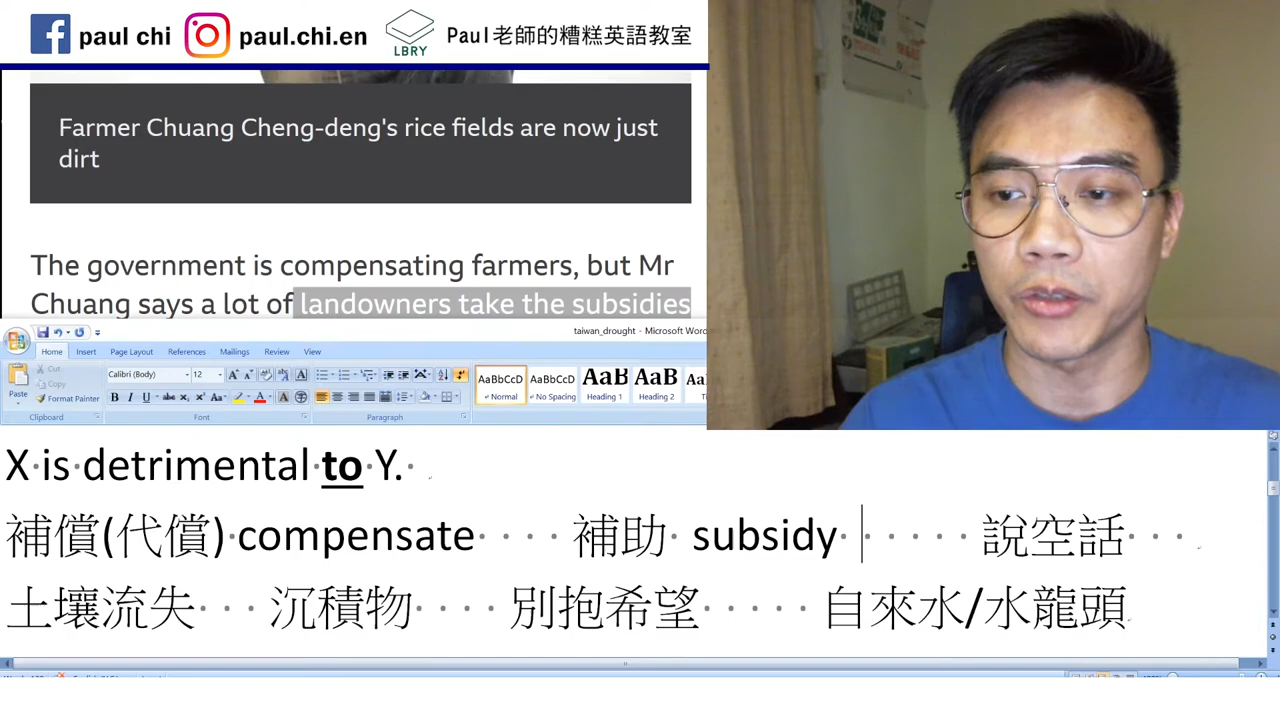 paul chi paul.chi.en LBRY Paul老師的糟糕英語教室
Farmer Chuang Cheng-deng's rice fields are now just
dirt
The government is compensating farmers, but Mr
Chuang says a lot of landowners take the subsidies
taiwan_drought - Microsoft Word
Home Insert Page Layout References Mailings Review View
Cut
Copy
Format Painter
Paste
Calibri (Body) 12
AaBbCcD AaBbCcD AaBb AaB AaB
Normal No Spacing Heading 1 Heading 2
Clipboard Font Paragraph
X is detrimental to Y.
補償(代償) compensate 補助 subsidy 說空話
土壤流失 沉積物 別抱希望 自來水/水龍頭